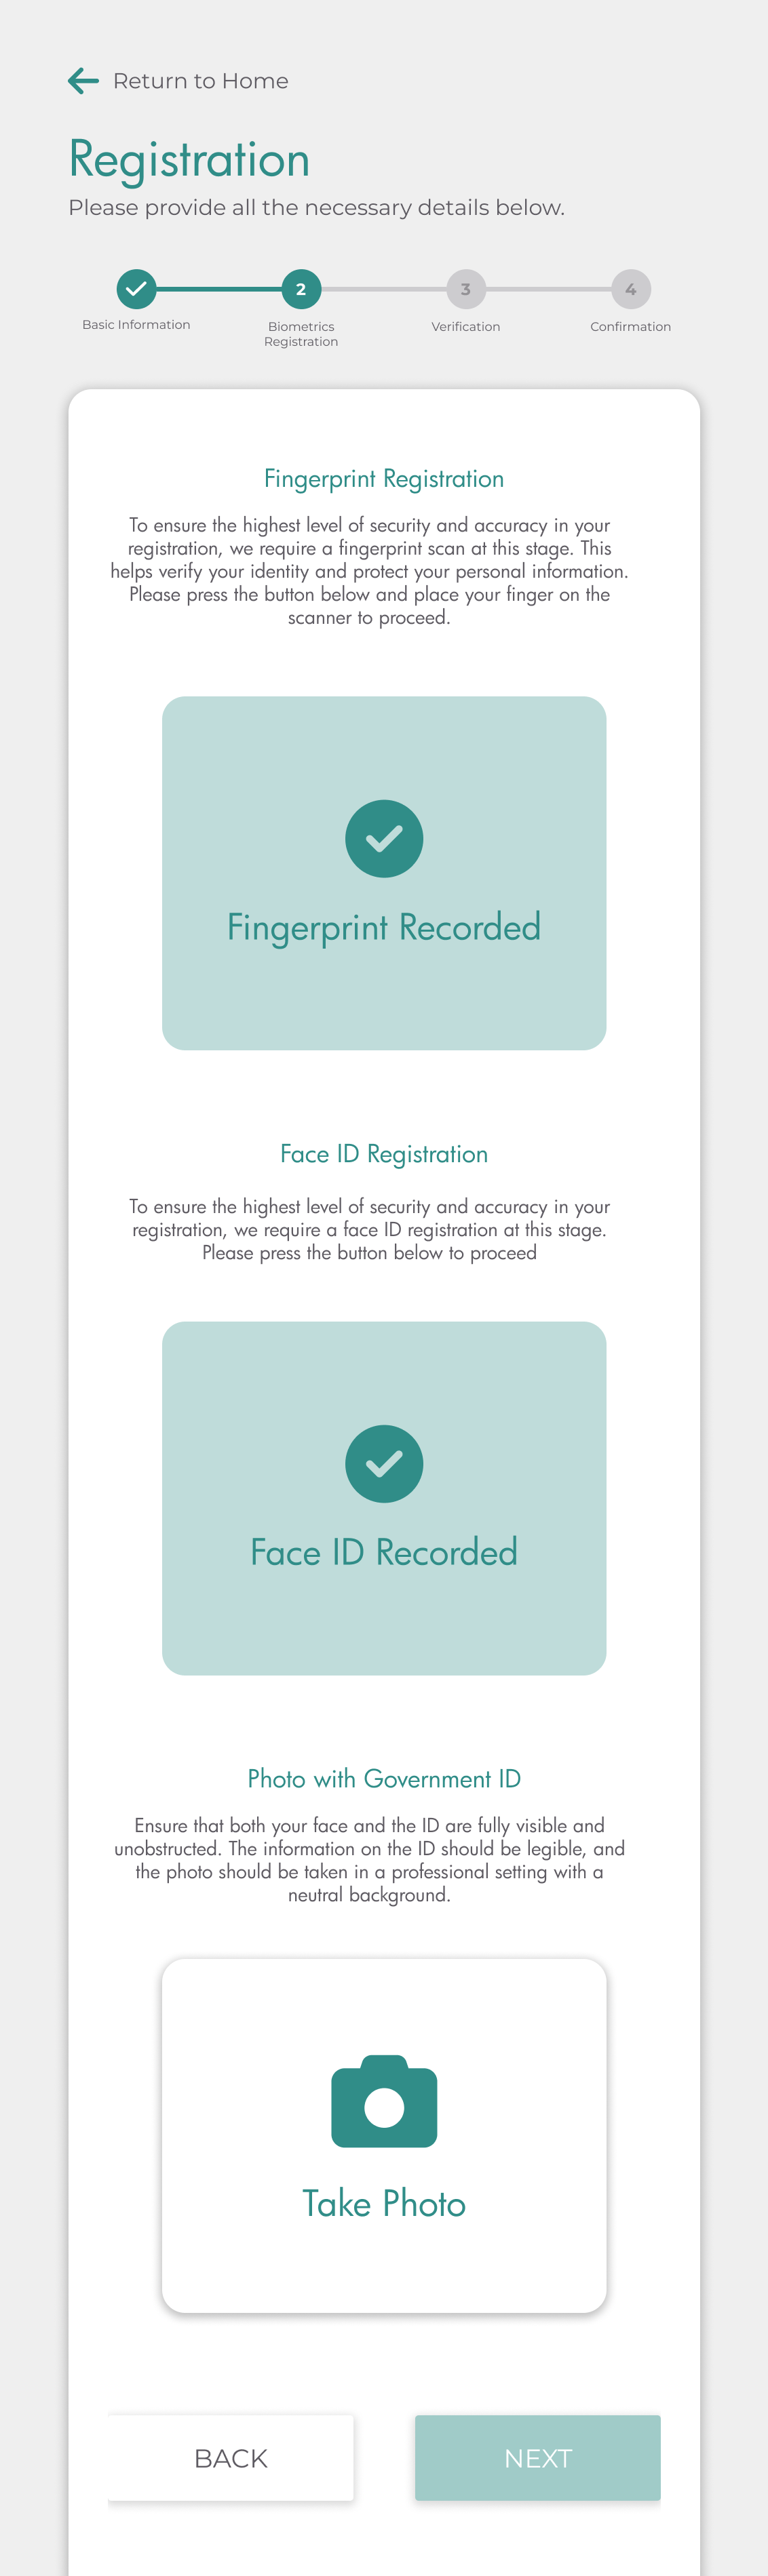 Return to Home
Registration
Please provide all the necessary details below.
2
3
4
Basic Information
Biometrics
Registration
Verification
Confirmation
Fingerprint Registration
To ensure the highest level of security and accuracy in your
registration, we require a fingerprint scan at this stage. This
helps verify your identity and protect your personal information.
Please press the button below and place your finger on the
scanner to proceed.
Fingerprint Recorded
Face ID Registration
To ensure the highest level of security and accuracy in your
registration, we require a face ID registration at this stage.
Please press the button below to proceed
Face ID Recorded
Photo with Government ID
Ensure that both your face and the ID are fully visible and
unobstructed. The information on the ID should be legible, and
the photo should be taken in a professional setting with a
neutral background.
Take Photo
BACK
NEXT